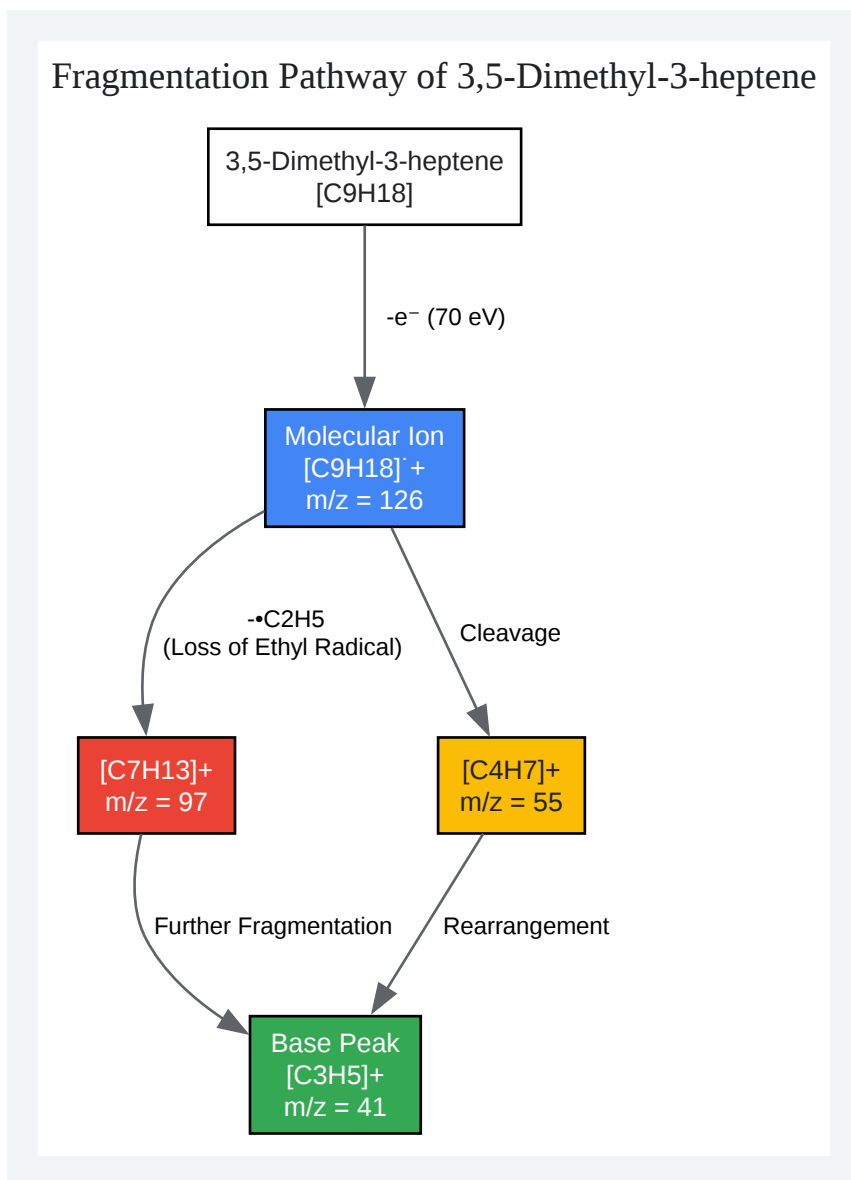 Fragmentation Pathway of 3,5-Dimethyl-3-heptene
3,5-Dimethyl-3-heptene
[C9H18]
-e⁻ (70 eV)
Molecular Ion
[C9H18]˙+
m/z = 126
-•C2H5
(Loss of Ethyl Radical)
Cleavage
[C7H13]+
m/z = 97
[C4H7]+
m/z = 55
Further Fragmentation
Rearrangement
Base Peak
[C3H5]+
m/z = 41